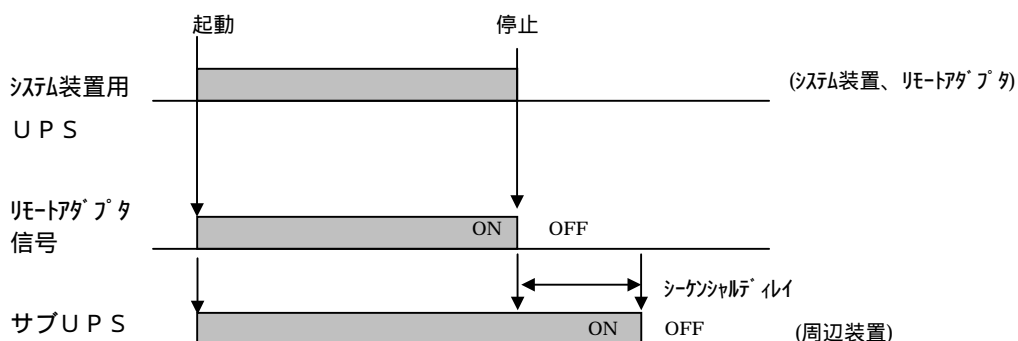 起動 停止
ｼｽﾃﾑ装置用 (ｼｽﾃﾑ装置、ﾘﾓｰﾄｱﾀﾞﾌﾟﾀ)
ＵＰＳ
ﾘﾓｰﾄｱﾀﾞﾌﾟﾀ
信号
ON OFF
ｼｰｹﾝｼｬﾙﾃﾞｨﾚｲ
サブＵＰＳ ON OFF (周辺装置)